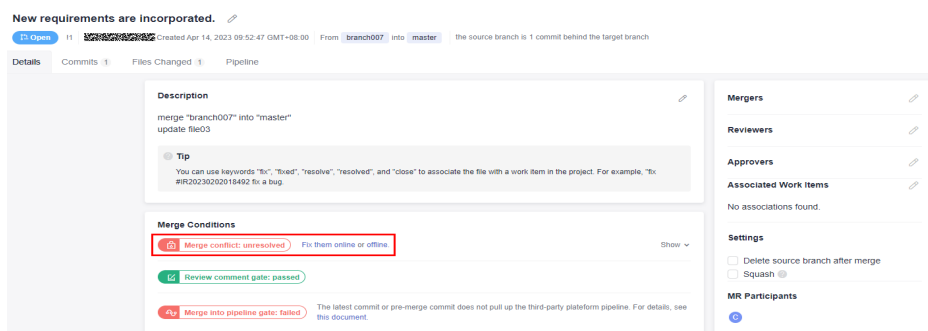 New requirements are incorporated.
Open !1 Created Apr 14, 2023 09:52:47 GMT+08:00 From branch007 into master the source branch is 1 commit behind the target branch
Details Commits 1 Files Changed 1 Pipeline
Description
merge "branch007" into "master"
update file03
Tip
You can use keywords "fix", "fixed", "resolve", "resolved", and "close" to associate the file with a work item in the project. For example, "fix
#IR20230202018492 fix a bug.
Merge Conditions
Merge conflict: unresolved Fix them online or offline. Show
Review comment gate: passed
Merge into pipeline gate: failed The latest commit or pre-merge commit does not pull up the third-party plateform pipeline. For details, see
this document.
Mergers
Reviewers
Approvers
Associated Work Items
No associations found.
Settings
Delete source branch after merge
Squash
MR Participants
C